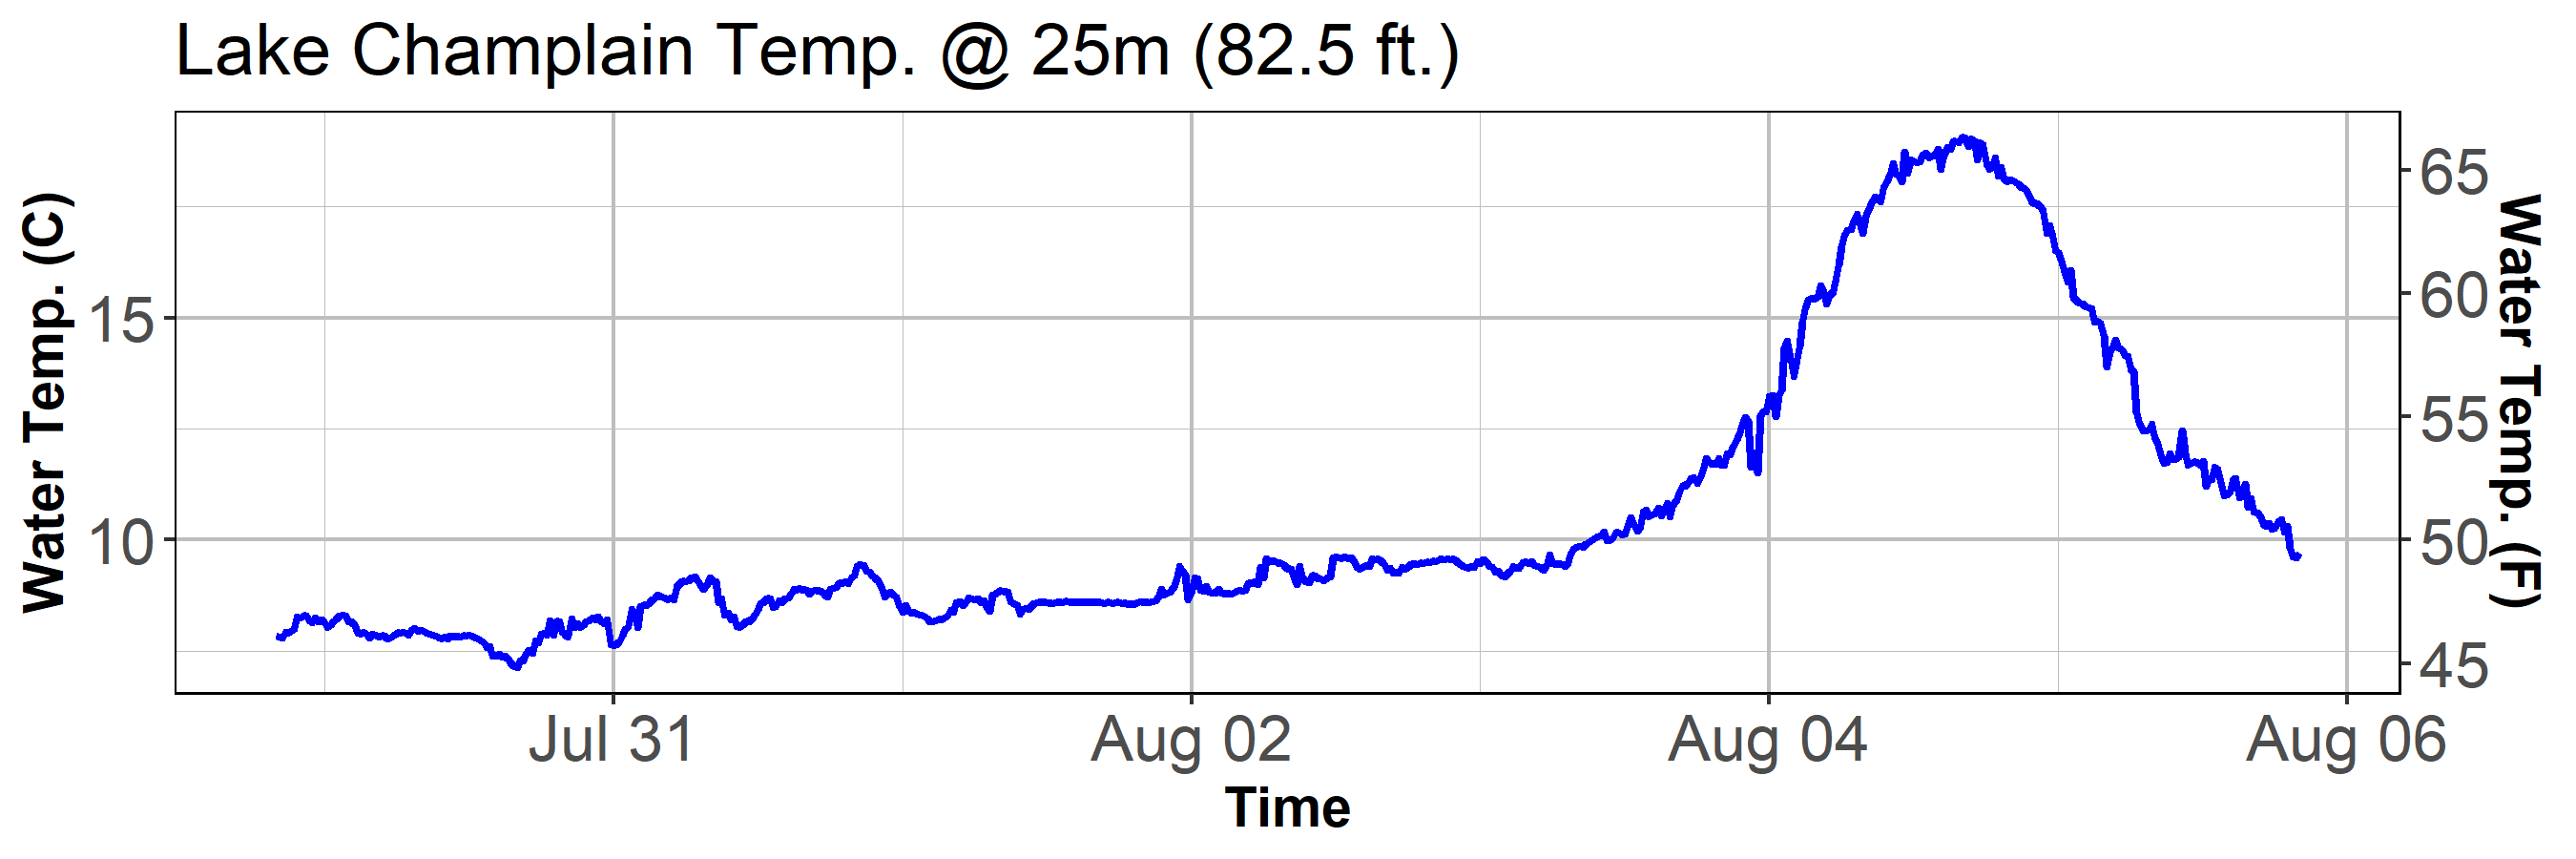 Lake Champlain Temp. @ 25m (82.5 ft.)
Water Temp. (C)
15
10
65
60
55
50
45
Water Temp. (F)
Jul 31
Aug 02
Aug 04
Aug 06
Time